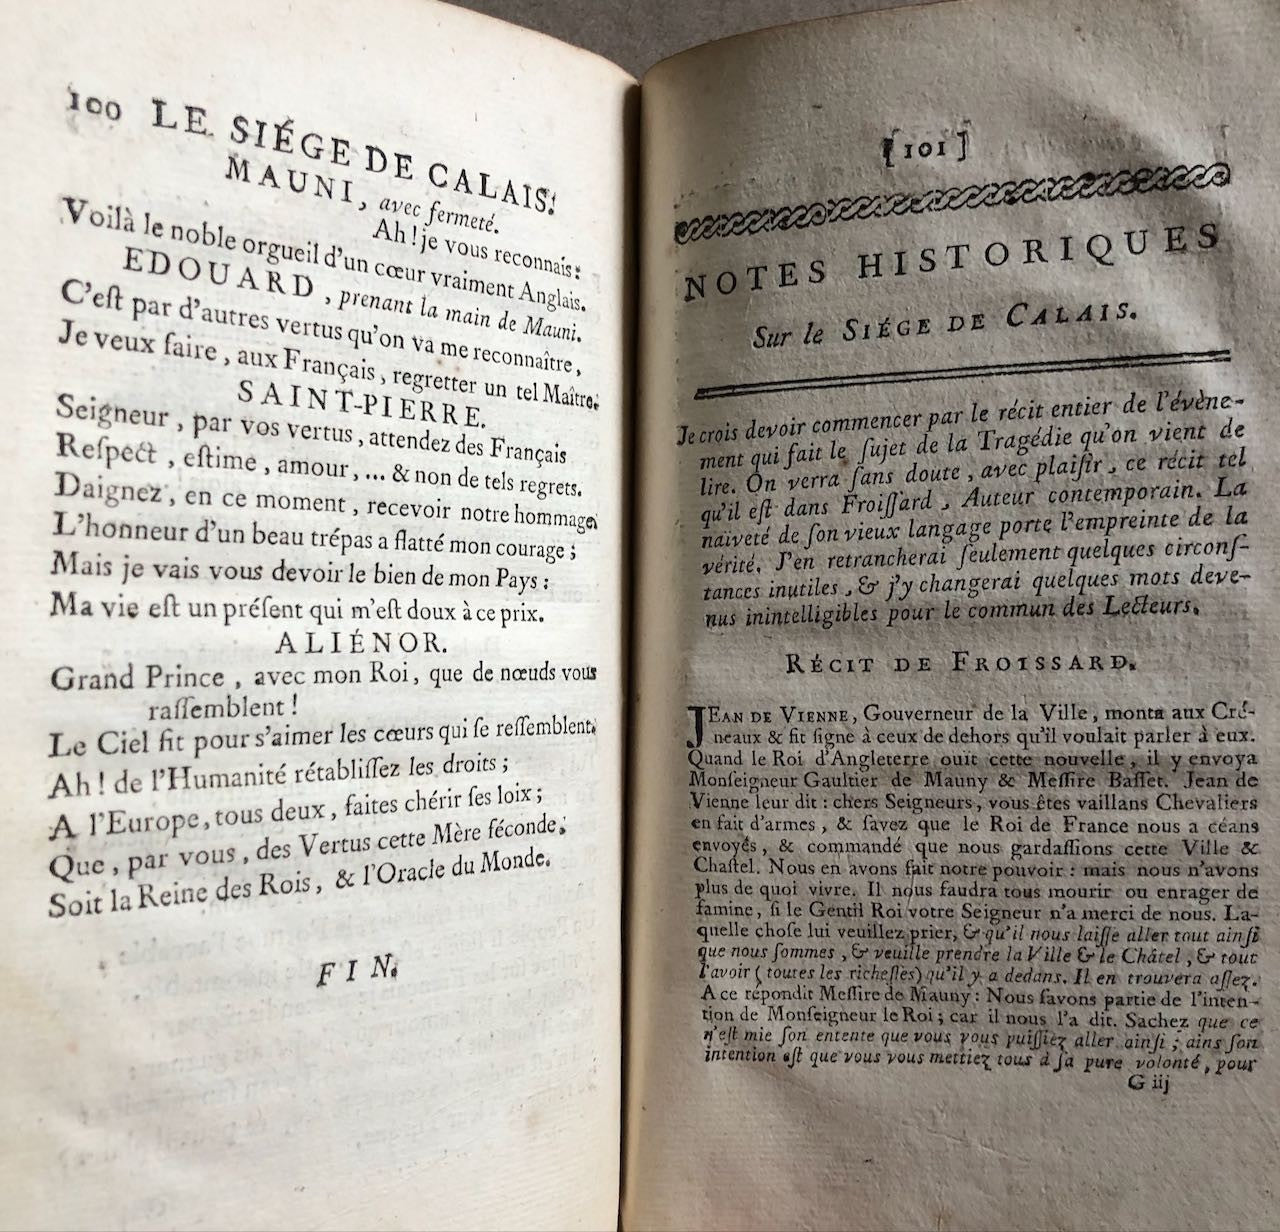 100 LE SIÉGE DE CALAIS.
MAUNI, avec fermeté.
Ah! je vous reconnais:
Voilà le noble orgueil d'un cœur vraiment Anglais.
EDOUARD, prenant la main de Mauni.
C'eſt par d'autres vertus qu'on va me reconnaître,
Je veux faire, aux Français, regretter un tel Maître.
SAINT-PIERRE.
Seigneur, par vos vertus, attendez des Français
Reſpect, eſtime, amour, ... & non de tels regrets.
Daignez, en ce moment, recevoir notre hommage;
L'honneur d'un beau trépas a flatté mon courage;
Mais je vais vous devoir le bien de mon Pays:
Ma vie eſt un préſent qui m'eſt doux à ce prix.
ALIÉNOR.
Grand Prince, avec mon Roi, que de nœuds vous
raſſemblent!
Le Ciel fit pour s'aimer les cœurs qui ſe reſſemblent.
Ah! de l'Humanité rétabliſſez les droits;
A l'Europe, tous deux, faites chérir ſes loix;
Que, par vous, des Vertus cette Mère féconde,
Soit la Reine des Rois, & l'Oracle du Monde.
FIN.
[101]
NOTES HISTORIQUES
Sur le SIÉGE DE CALAIS.
Je crois devoir commencer par le récit entier de l'évène-
ment qui fait le ſujet de la Tragédie qu'on vient de
lire. On verra ſans doute, avec plaiſir, ce récit tel
qu'il eſt dans Froiſſard, Auteur contemporain. La
naïveté de ſon vieux langage porte l'empreinte de la
vérité. J'en retrancherai ſeulement quelques circonſ-
tances inutiles, & j'y changerai quelques mots deve-
nus inintelligibles pour le commun des Lecteurs.
RÉCIT DE FROISSARD.
JEAN DE VIENNE, Gouverneur de la Ville, monta aux Cré-
neaux & fit ſigne à ceux de dehors qu'il voulait parler à eux.
Quand le Roi d'Angleterre ouït cette nouvelle, il y envoya
Monſeigneur Gaultier de Mauny & Meſſire Baſſet. Jean de
Vienne leur dit: chers Seigneurs, vous êtes vaillans Chevaliers
en fait d'armes, & ſavez que le Roi de France nous a céans
envoyés, & commandé que nous gardaſſions cette Ville &
Chaſtel. Nous en avons fait notre pouvoir: mais nous n'avons
plus de quoi vivre. Il nous faudra tous mourir ou enrager de
famine, ſi le Gentil Roi votre Seigneur n'a merci de nous. La-
quelle choſe lui veuillez prier, & qu'il nous laiſſe aller tout ainſi
que nous ſommes, & veuille prendre la Ville & le Châtel, & tout
l'avoir (toutes les richeſſes) qu'il y a dedans. Il en trouvera aſſez.
A ce répondit Meſſire de Mauny: Nous ſavons partie de l'inten-
tion de Monſeigneur le Roi; car il nous l'a dit. Sachez que ce
n'eſt mie ſon entente que vous vous puiſſiez aller ainſi; ains ſon
intention eſt que vous vous mettiez tous à ſa pure volonté, pour
G iij